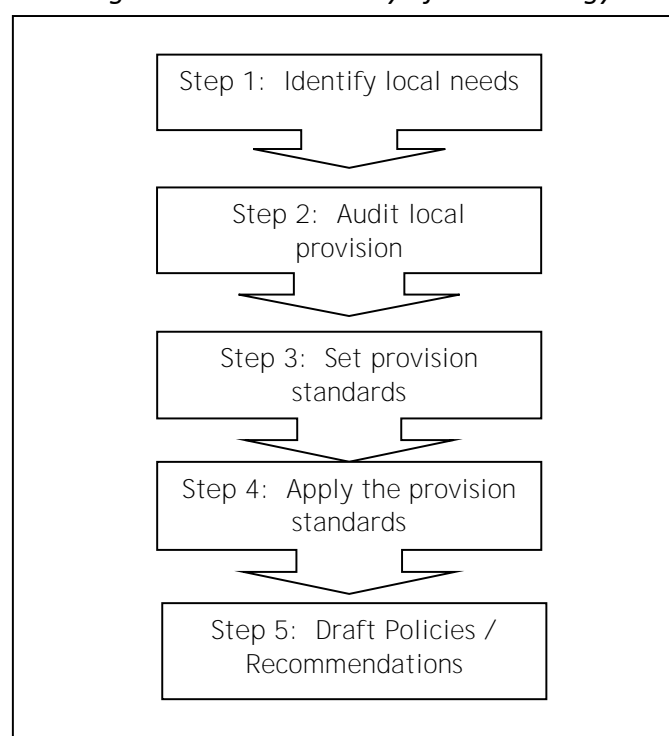 Step 1: Identify local needs
Step 2: Audit local
provision
Step 3: Set provision
standards
Step 4: Apply the provision
standards
Step 5: Draft Policies /
Recommendations